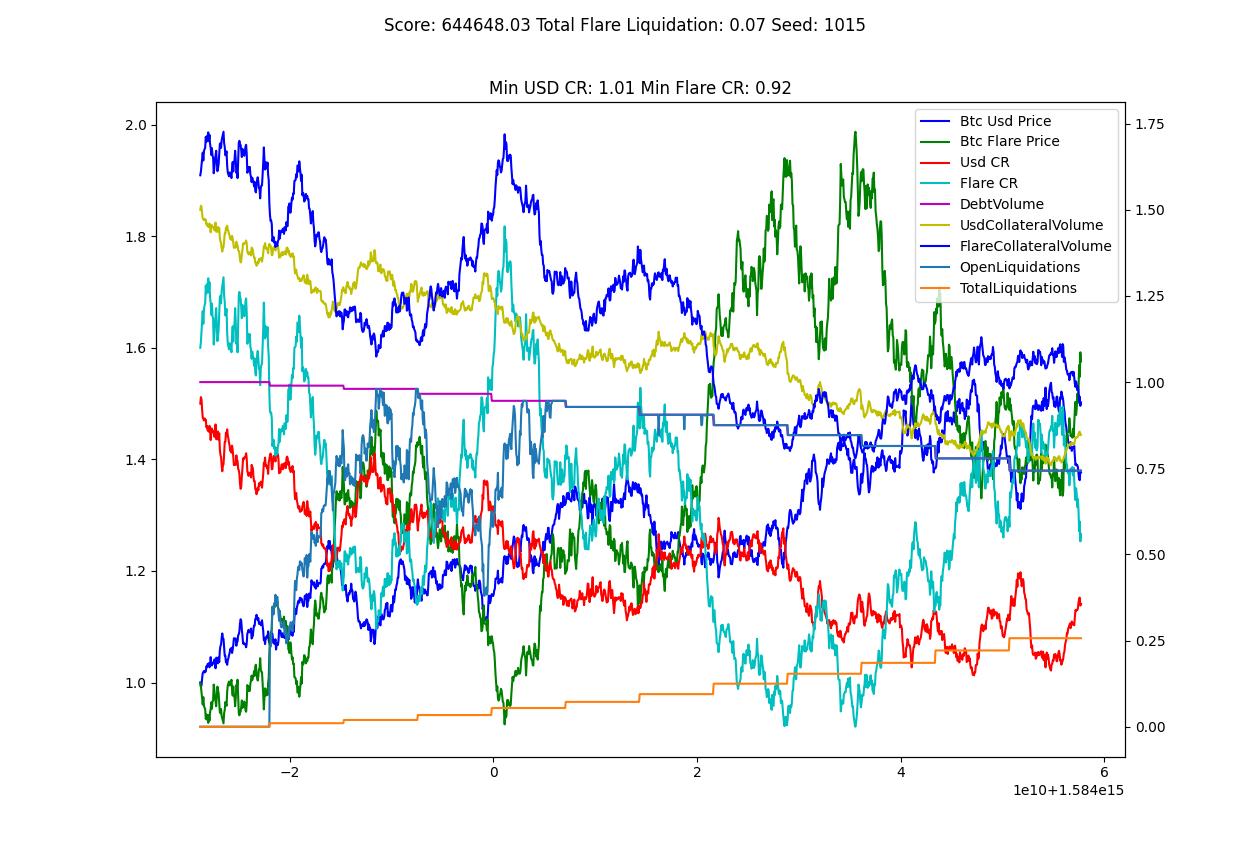 Score: 644648.03 Total Flare Liquidation: 0.07 Seed: 1015
Min USD CR: 1.01 Min Flare CR: 0.92
2.0
1.8
1.6
1.4
1.2
1.0
Btc Usd Price
Btc Flare Price
Usd CR
Flare CR
DebtVolume
UsdCollateralVolume
FlareCollateralVolume
OpenLiquidations
TotalLiquidations
1.75
1.50
1.25
1.00
0.75
0.50
0.25
0.00
−2 0 2 4 6
1e10+1.584e15